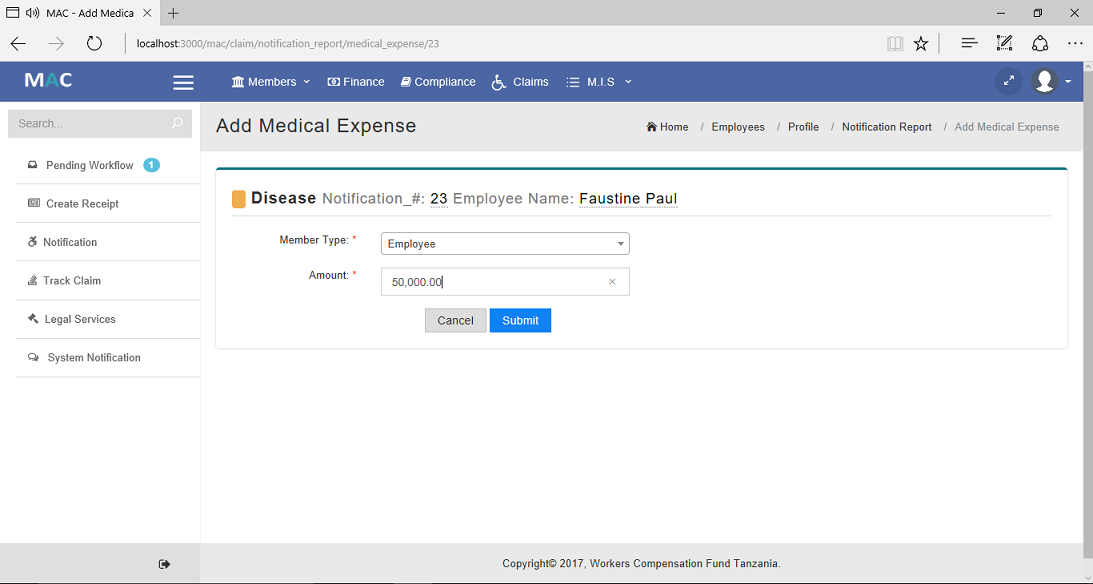 MAC - Add Medica
localhost:3000/mac/claim/notification_report/medical_expense/23
MAC Members Finance Compliance Claims M.I.S
Search...
Add Medical Expense
Home / Employees / Profile / Notification Report / Add Medical Expense
Pending Workflow 1
Create Receipt
Notification
Track Claim
Legal Services
System Notification
Disease Notification_#: 23 Employee Name: Faustine Paul
Member Type: * Employee
Amount: * 50,000.00
Cancel Submit
Copyright© 2017, Workers Compensation Fund Tanzania.